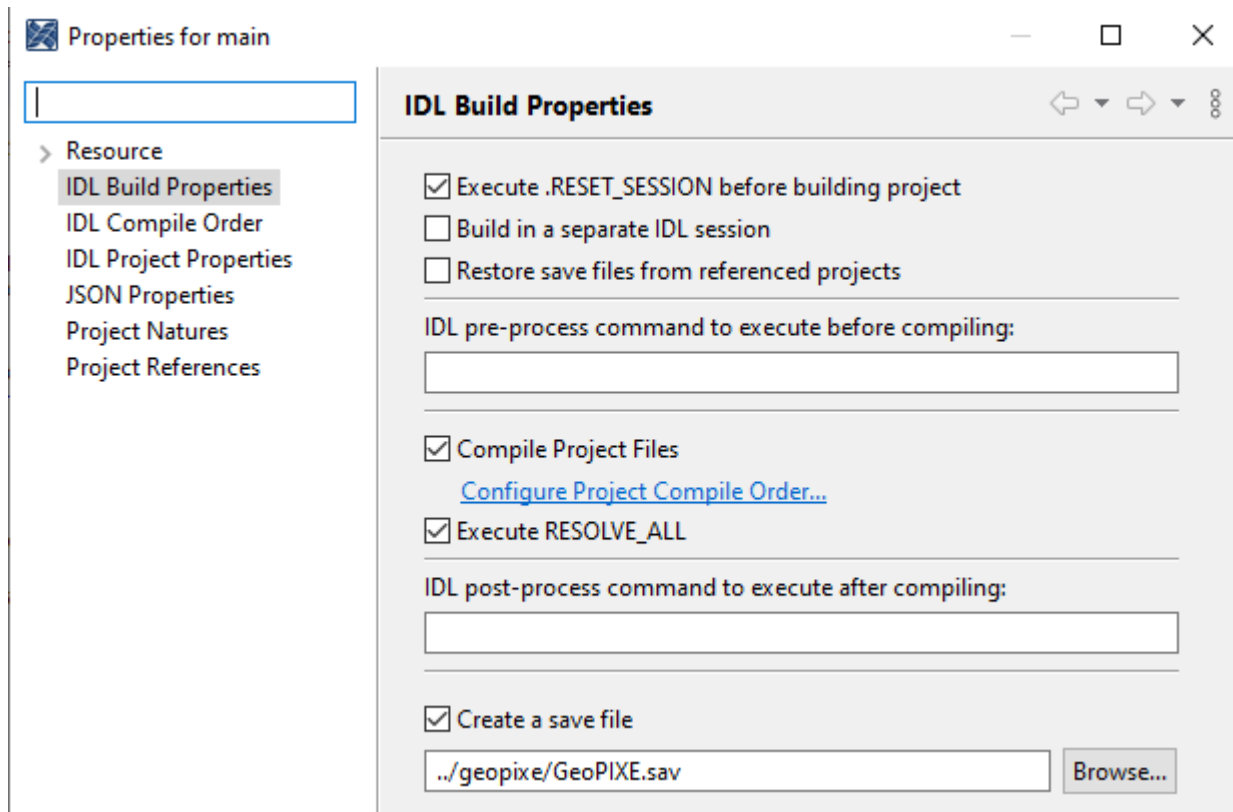 Properties for main
Resource
IDL Build Properties
IDL Compile Order
IDL Project Properties
JSON Properties
Project Natures
Project References
IDL Build Properties
Execute .RESET_SESSION before building project
Build in a separate IDL session
Restore save files from referenced projects
IDL pre-process command to execute before compiling:
Compile Project Files
Configure Project Compile Order...
Execute RESOLVE_ALL
IDL post-process command to execute after compiling:
Create a save file
../geopixe/GeoPIXE.sav
Browse...